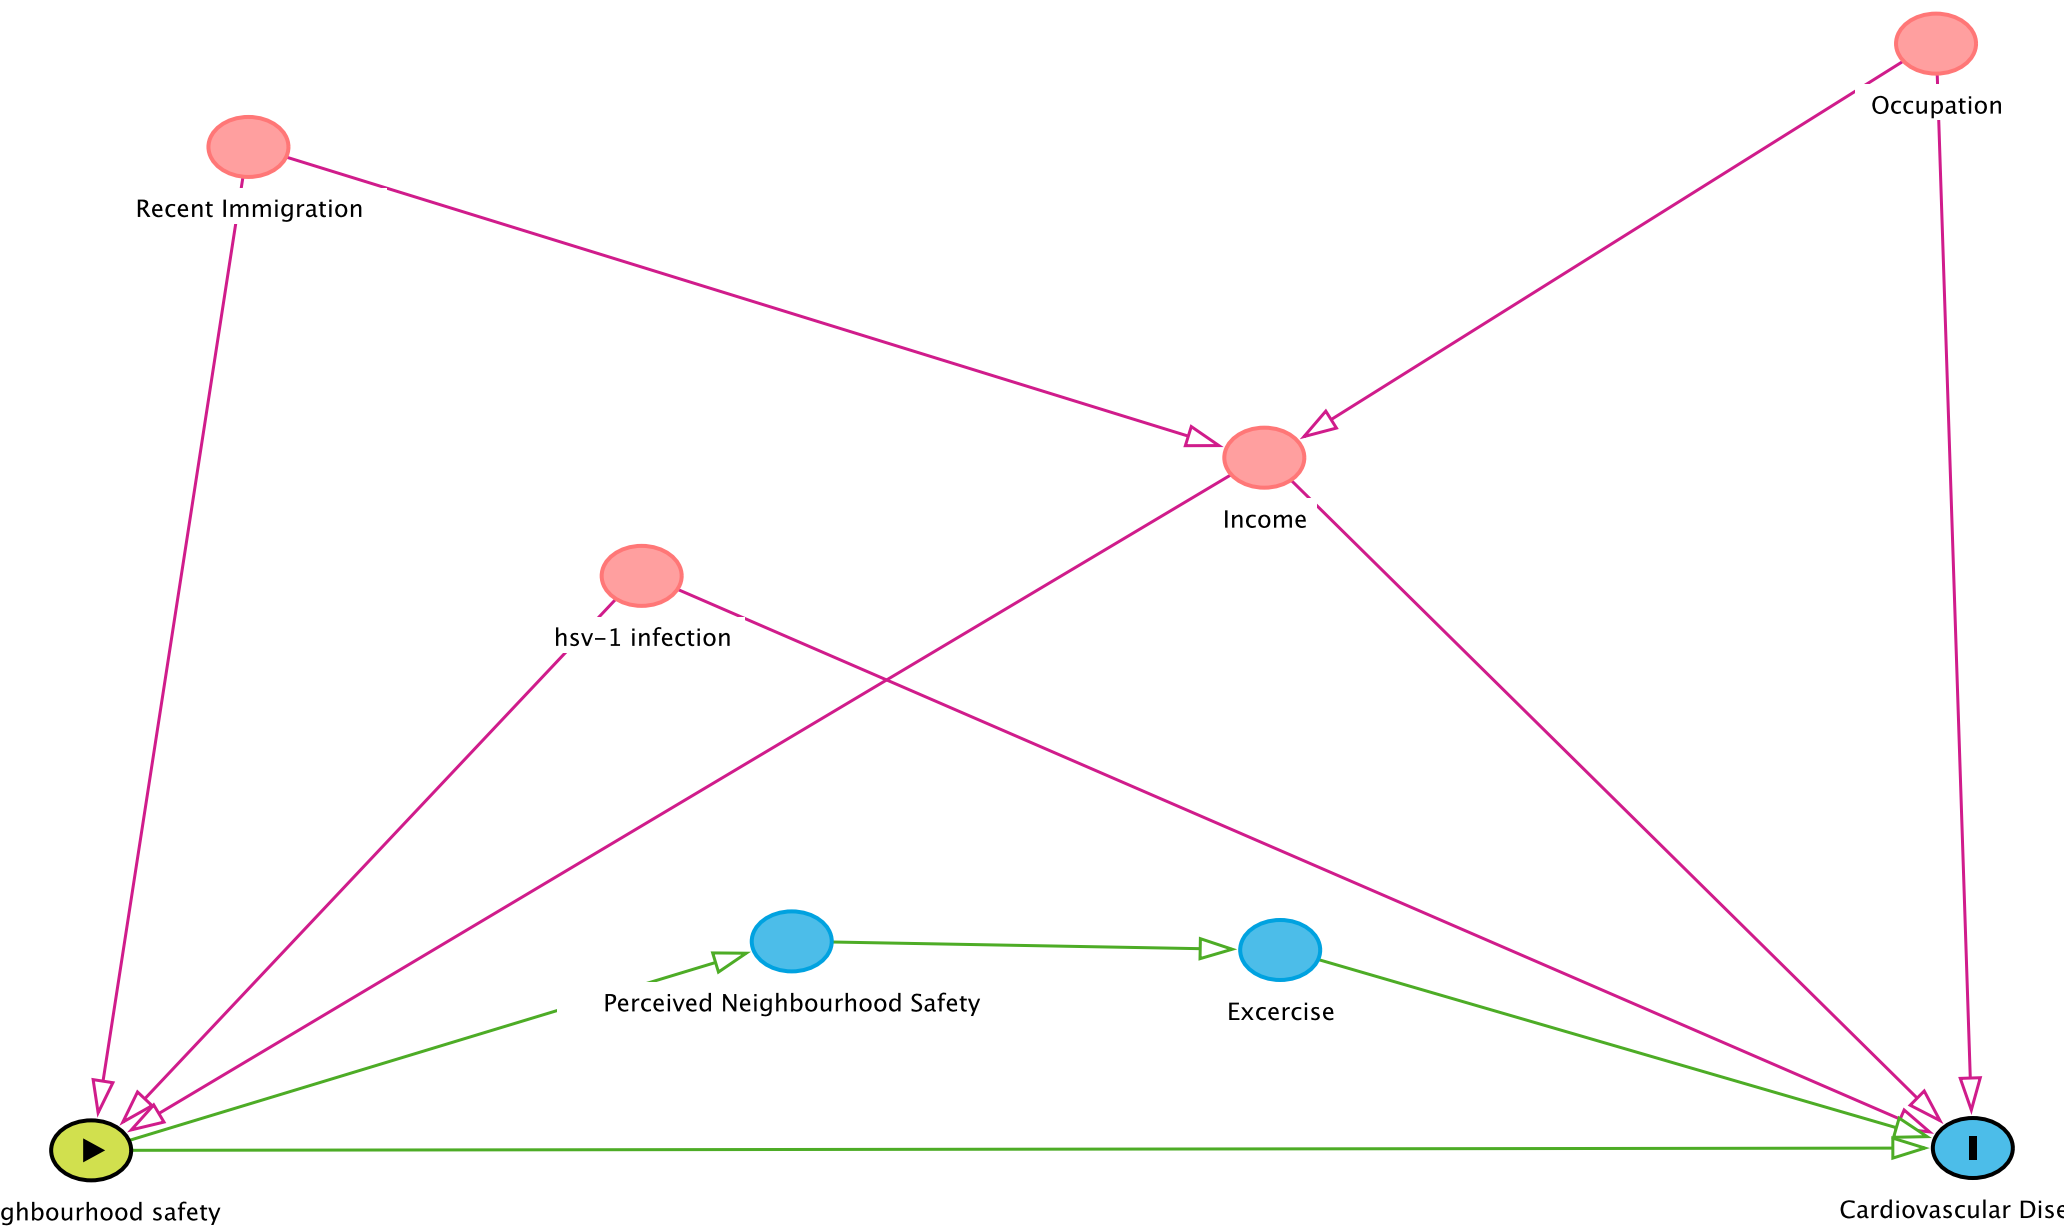 Occupation
Recent Immigration
Income
hsv-1 infection
Perceived Neighbourhood Safety
Excercise
ghbourhood safety
Cardiovascular Dise